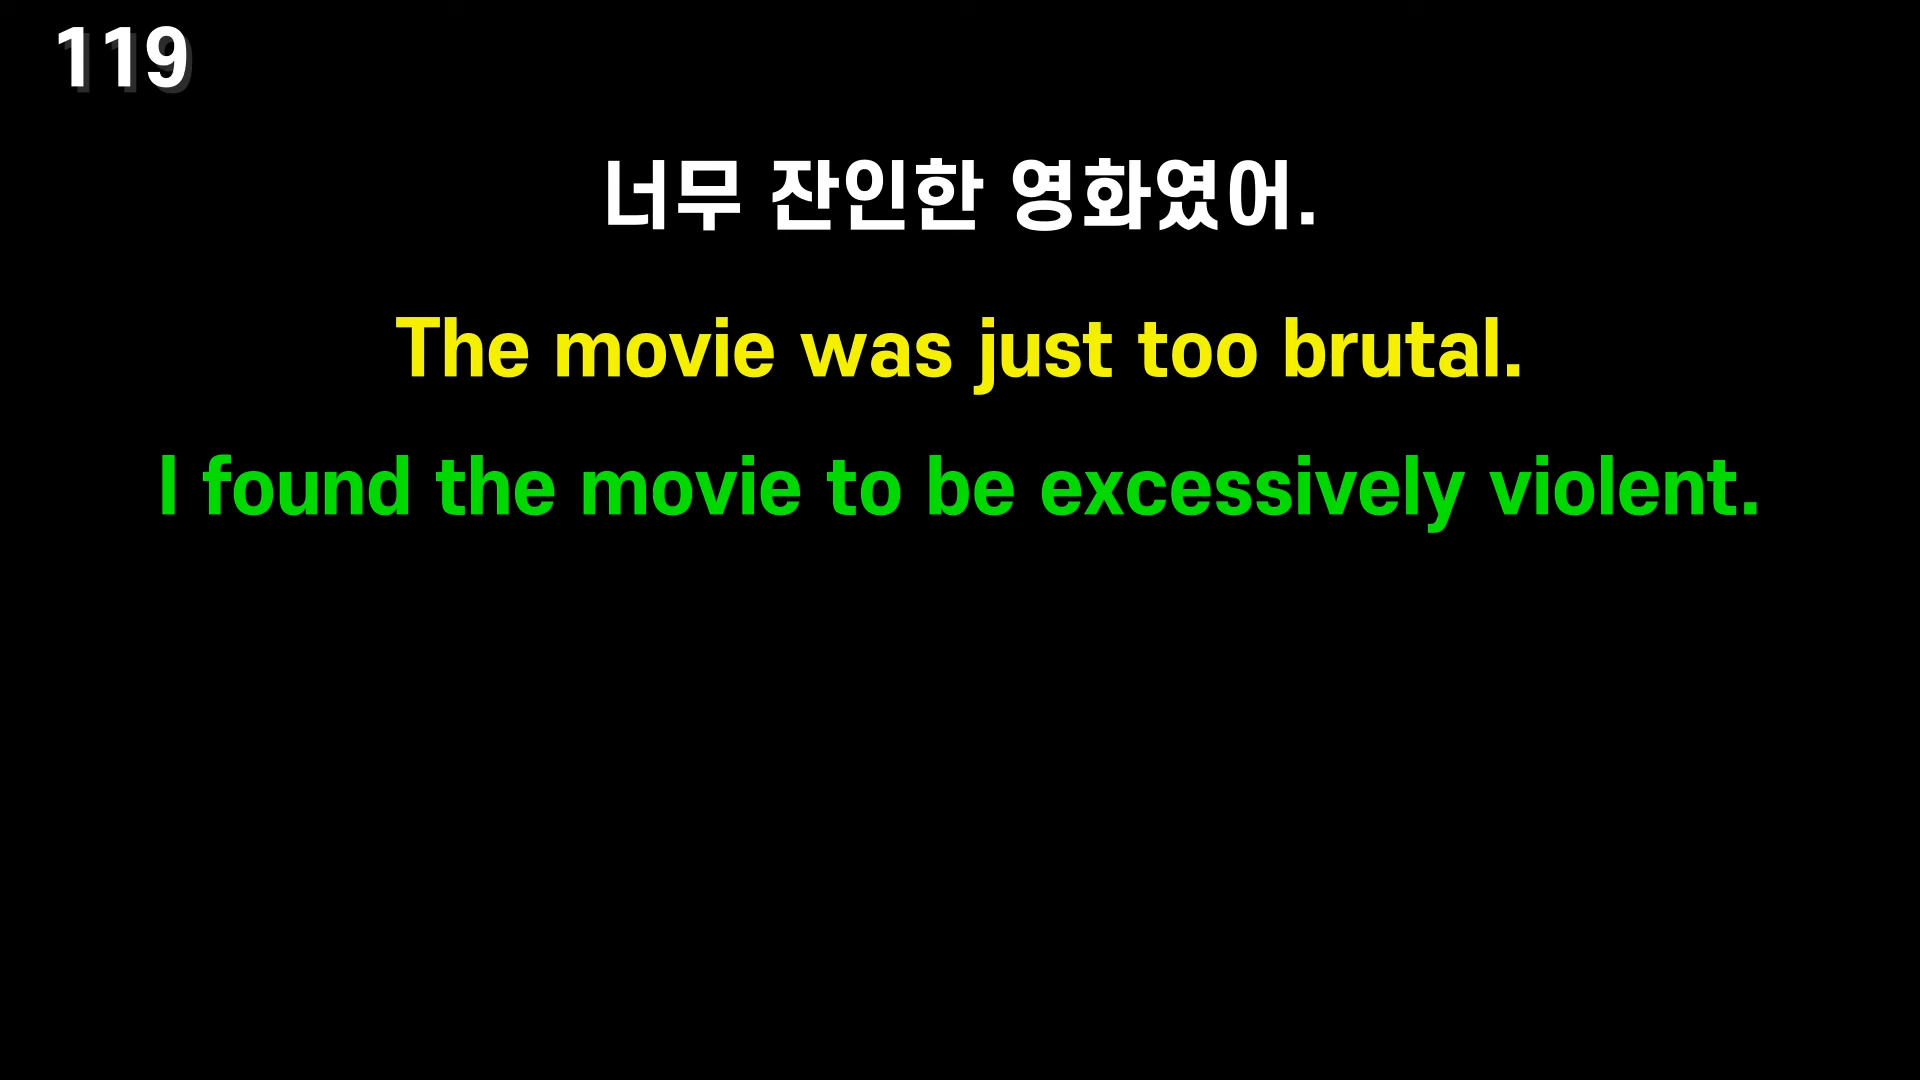 119
너무 잔인한 영화였어.
The movie was just too brutal.
I found the movie to be excessively violent.